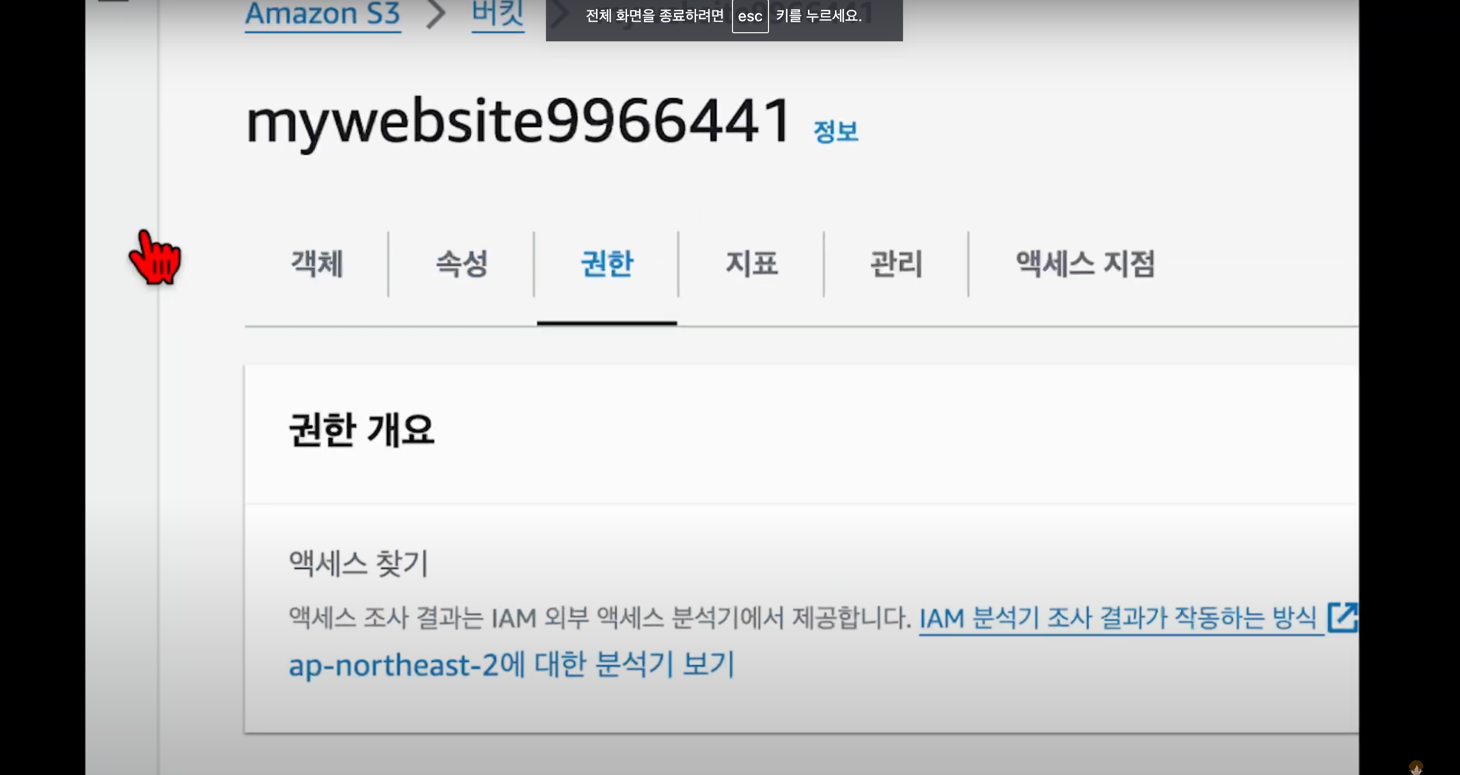 Amazon S3 > 버킷 >
전체 화면을 종료하려면 esc 키를 누르세요.
mywebsite9966441 정보
객체 속성 권한 지표 관리 액세스 지점
권한 개요
액세스 찾기
액세스 조사 결과는 IAM 외부 액세스 분석기에서 제공합니다. IAM 분석기 조사 결과가 작동하는 방식
ap-northeast-2에 대한 분석기 보기